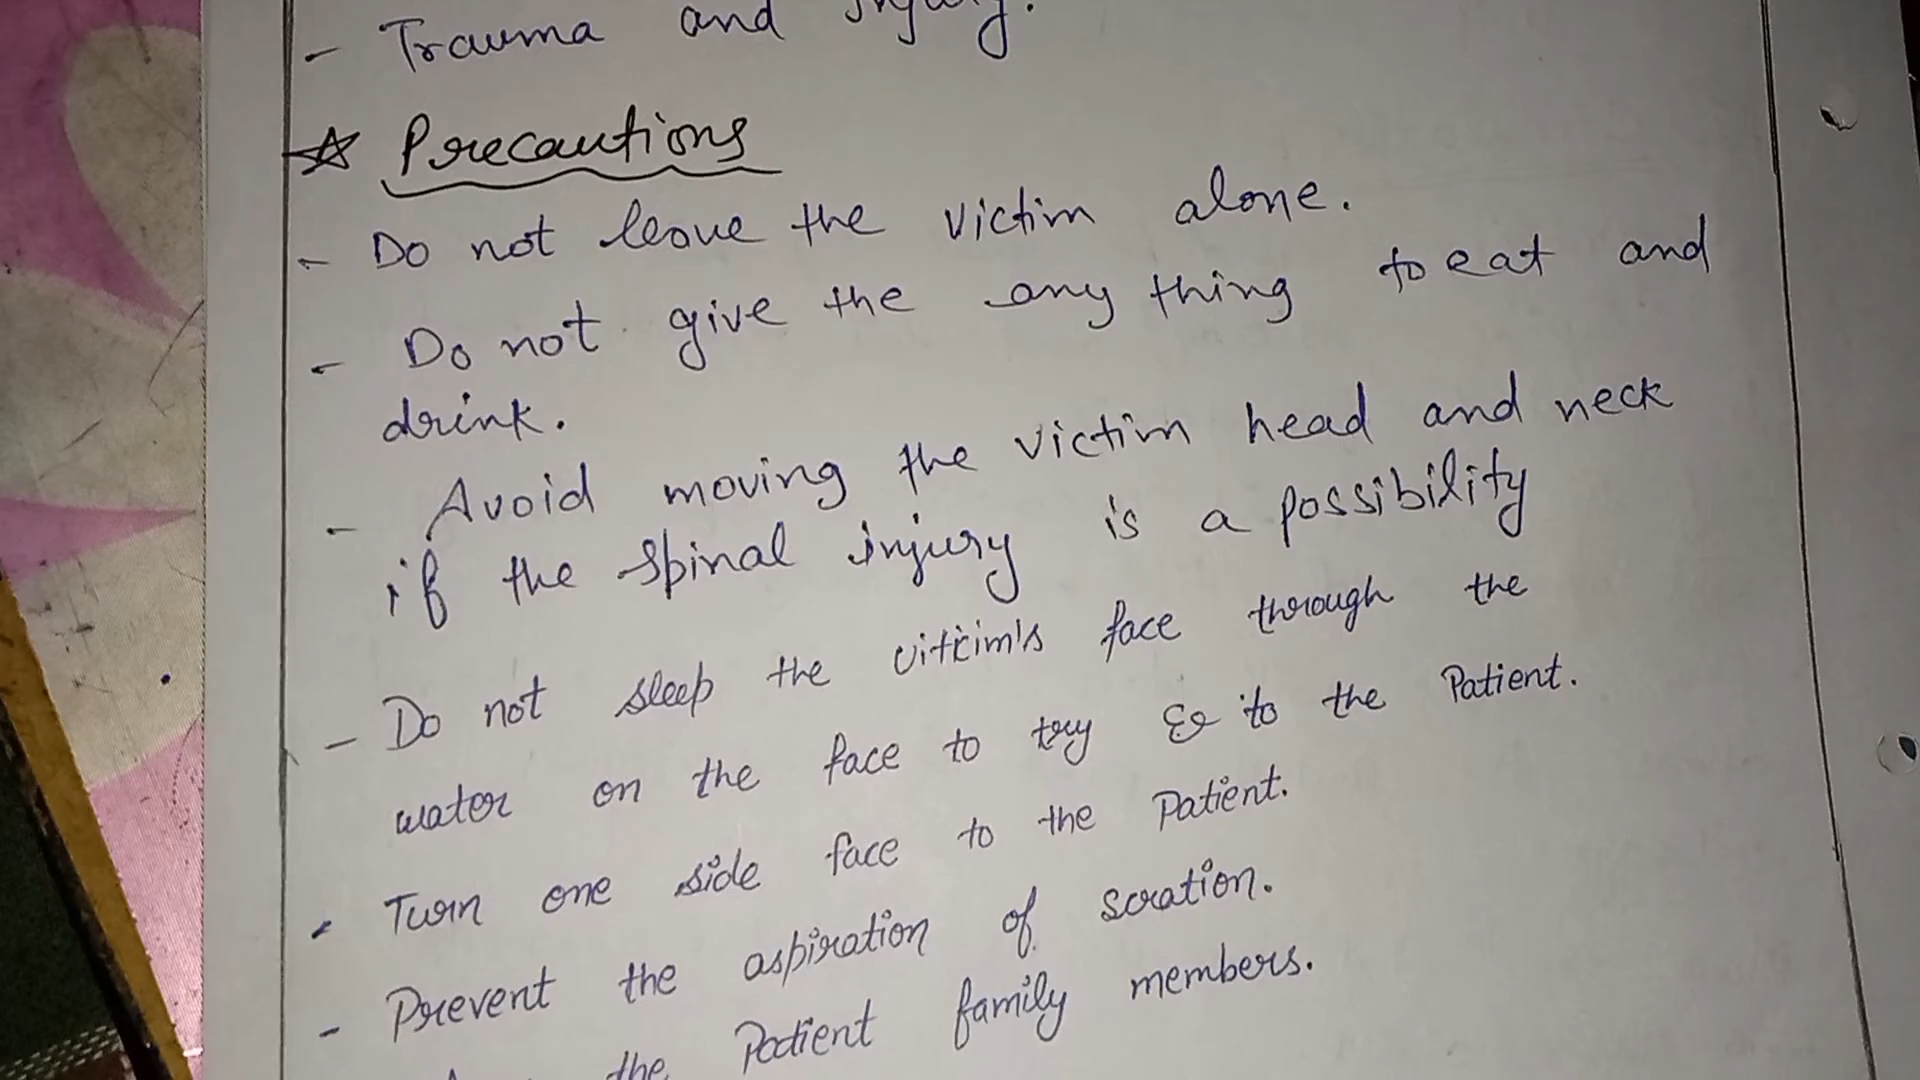 - Trauma and Injury.
☆ Precautions
- Do not leave the victim alone.
- Do not give the any thing to eat and
drink.
- Avoid moving the victim head and neck
if the spinal injury is a possibility
- Do not sleep the vitcim's face through the
water on the face to try to the Patient.
- Turn one side face to the Patient.
- Prevent the aspiration of scration.
the Patient family members.